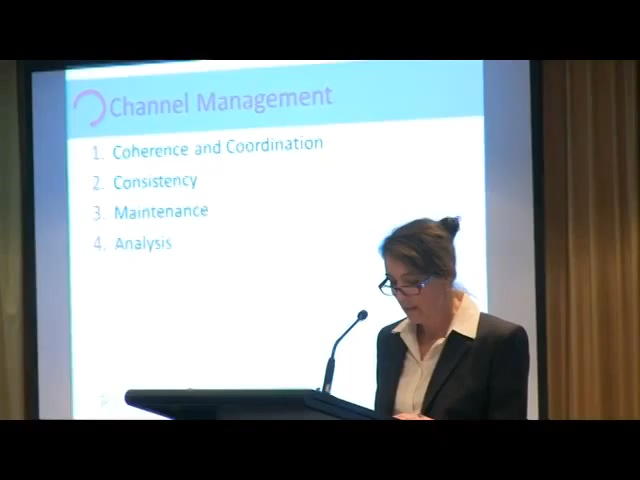 Channel Management
1. Coherence and Coordination
2. Consistency
3. Maintenance
4. Analysis